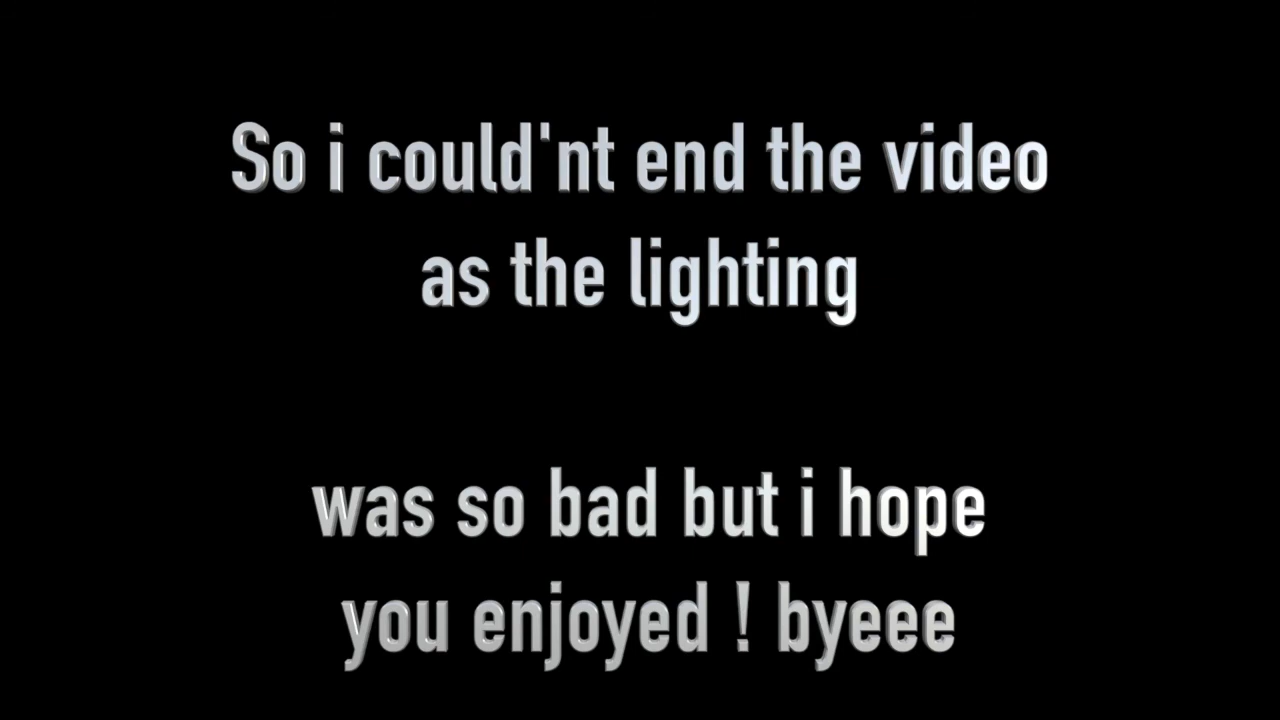 So i could'nt end the video
as the lighting
was so bad but i hope
you enjoyed ! byeee